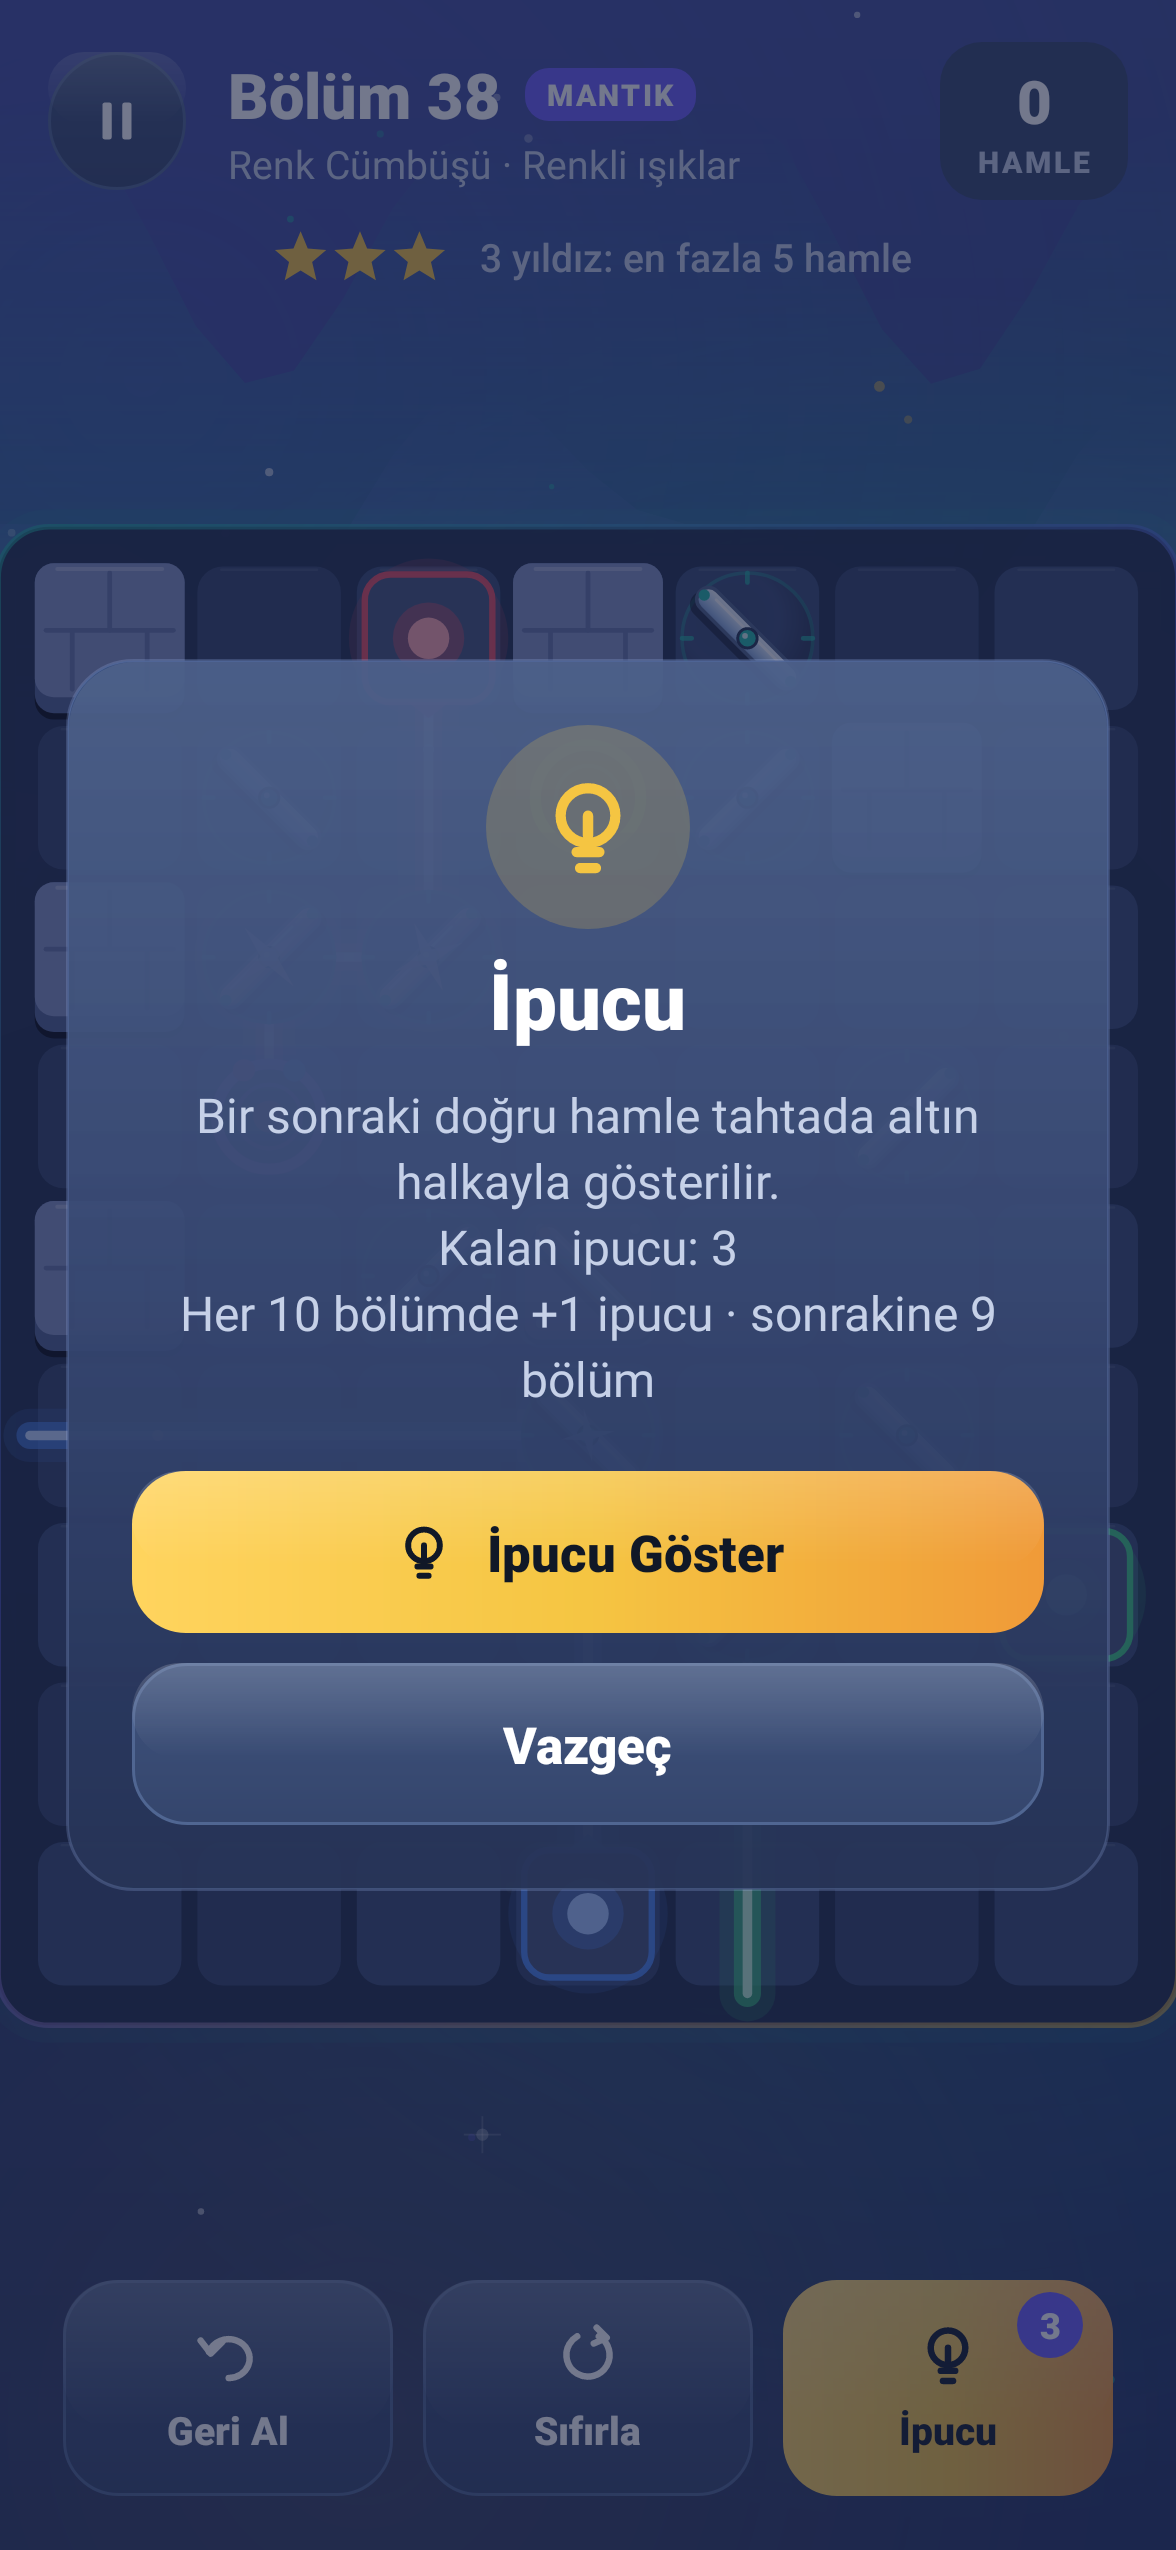 Bölüm 38 MANTIK
Renk Cümbüşü · Renkli ışıklar
0
HAMLE
3 yıldız: en fazla 5 hamle
İpucu
Bir sonraki doğru hamle tahtada altın
halkayla gösterilir.
Kalan ipucu: 3
Her 10 bölümde +1 ipucu · sonrakine 9
bölüm
İpucu Göster
Vazgeç
Geri Al
Sıfırla
3
İpucu